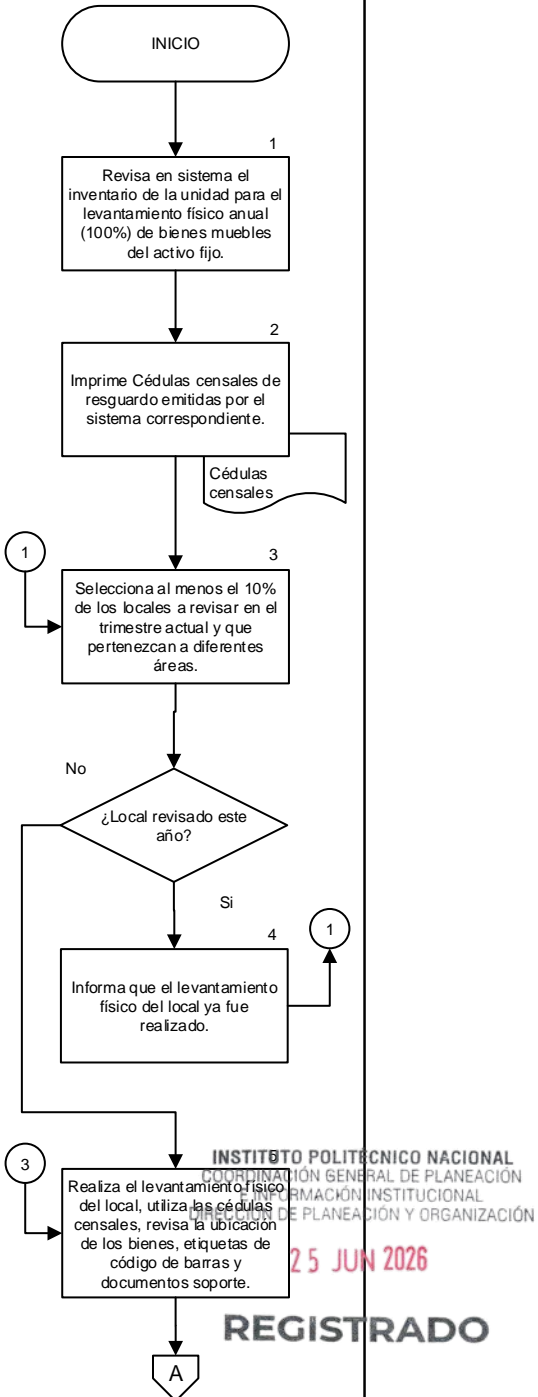 INICIO
1
Revisa en sistema el
inventario de la unidad para el
levantamiento físico anual
(100%) de bienes muebles
del activo fijo.
2
Imprime Cédulas censales de
resguardo emitidas por el
sistema correspondiente.
Cédulas
censales
1
3
Selecciona al menos el 10%
de los locales a revisar en el
trimestre actual y que
pertenezcan a diferentes
áreas.
No
¿Local revisado este
año?
Si
4
1
Informa que el levantamiento
físico del local ya fue
realizado.
3
5
Realiza el levantamiento físico
del local, utiliza las cédulas
censales, revisa la ubicación
de los bienes, etiquetas de
código de barras y
documentos soporte.
INSTITUTO POLITÉCNICO NACIONAL
COORDINACIÓN GENERAL DE PLANEACIÓN
E INFORMACIÓN INSTITUCIONAL
DIRECCIÓN DE PLANEACIÓN Y ORGANIZACIÓN
25 JUN 2026
REGISTRADO
A